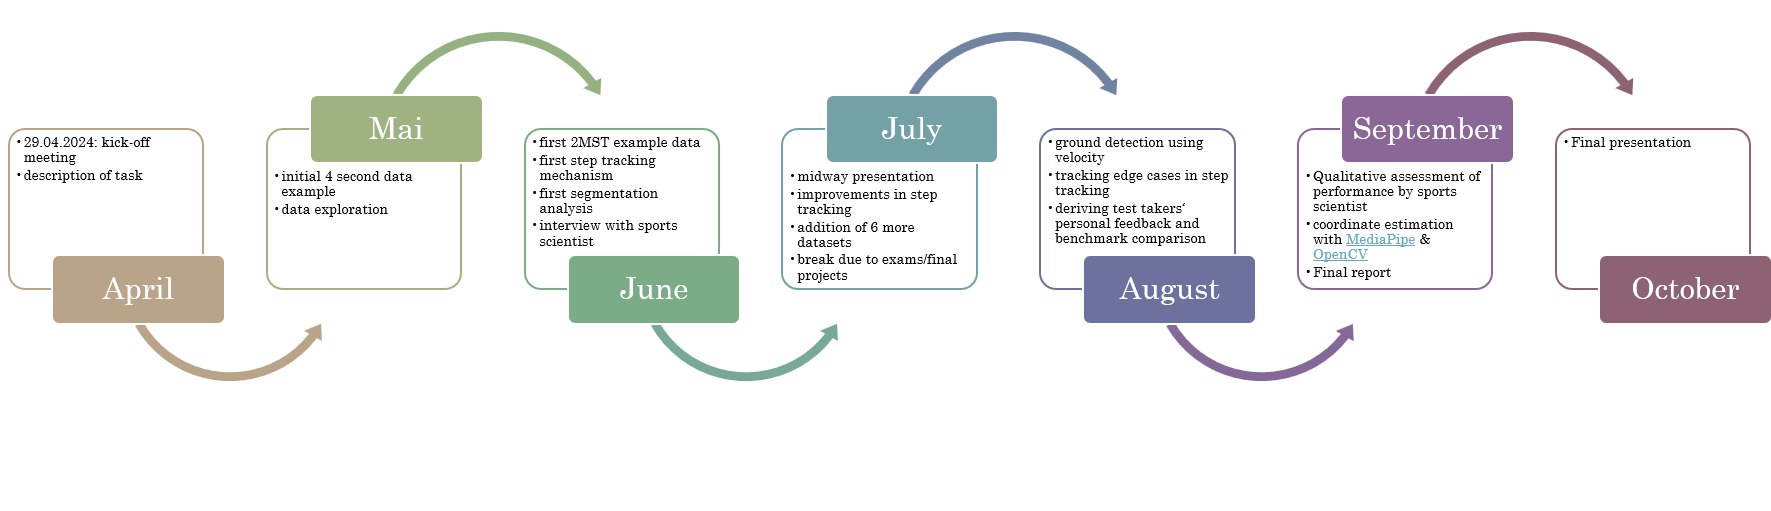 • 29.04.2024: kick-off
meeting
• description of task
April
Mai
• initial 4 second data
example
• data exploration
• first 2MST example data
• first step tracking
mechanism
• first segmentation
analysis
• interview with sports
scientist
June
July
• midway presentation
• improvements in step
tracking
• addition of 6 more
datasets
• break due to exams/final
projects
• ground detection using
velocity
• tracking edge cases in step
tracking
• deriving test takers‘
personal feedback and
benchmark comparison
August
September
• Qualitative assessment of
performance by sports
scientist
• coordinate estimation
with MediaPipe &
OpenCV
• Final report
• Final presentation
October